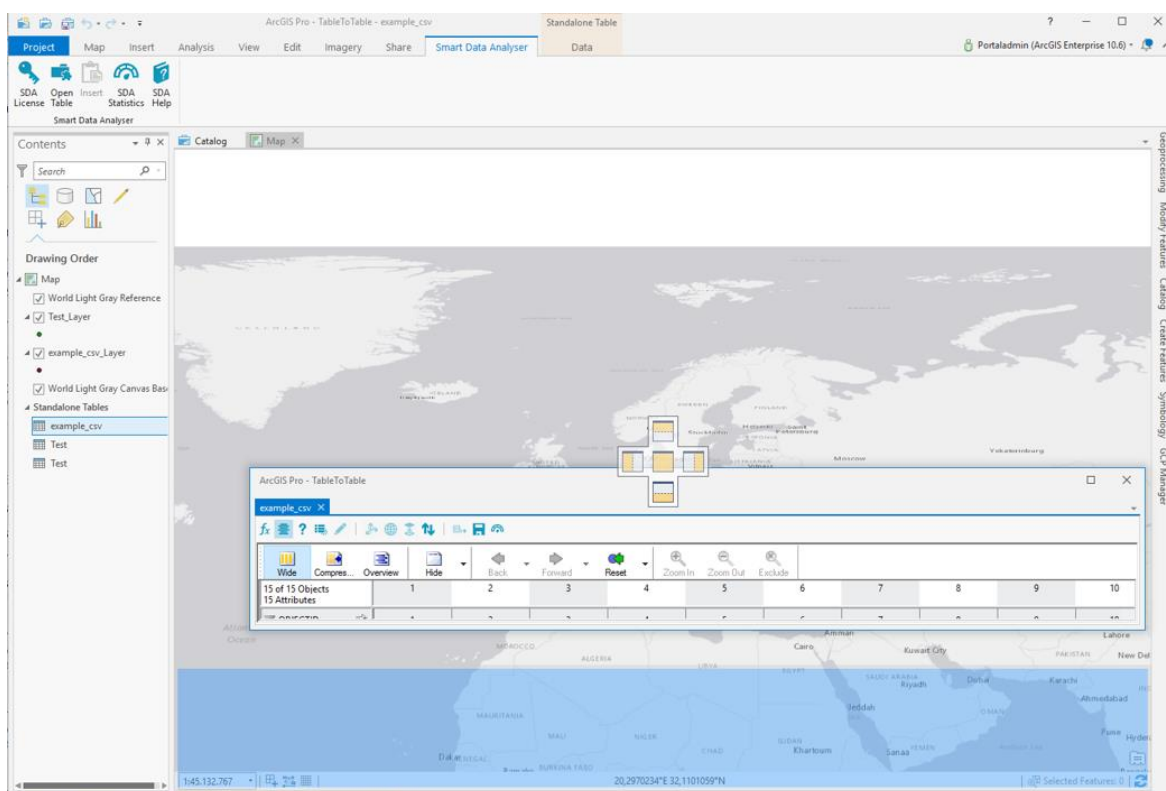 ArcGIS Pro - TableToTable - example_csv
Standalone Table
?
Project Map Insert Analysis View Edit Imagery Share Smart Data Analyser Data
Portaladmin (ArcGIS Enterprise 10.6)
SDA License
Open Table
Insert
SDA Statistics
SDA Help
Smart Data Analyser
Contents
Catalog
Map
Search
Drawing Order
Map
World Light Gray Reference
Test_Layer
example_csv_Layer
World Light Gray Canvas Bas
Standalone Tables
example_csv
Test
Test
Geoprocessing
Modify Features
Catalog
Create Features
Symbology
GCP Manager
Moscow
Yekaterinburg
ArcGIS Pro - TableToTable
example_csv
Wide Compres... Overview Hide Back Forward Reset Zoom In Zoom Out Exclude
15 of 15 Objects
15 Attributes
1 2 3 4 5 6 7 8 9 10
Ocean
MOROCCO
ALGERIA
LIBYA
Cairo
Amman
Kuwait City
PAKISTAN
Lahore
New Del
SAUDI ARABIA
Riyadh
Dubai
Karachi
Ahmedabad
Jeddah
OMAN
MAURITANIA
MALI
NIGER
CHAD
SUDAN
Khartoum
Sanaa
YEMEN
Dakar
SENEGAL
BURKINA FASO
1:45.132.767
20,2970234°E 32,1101059°N
Selected Features: 0